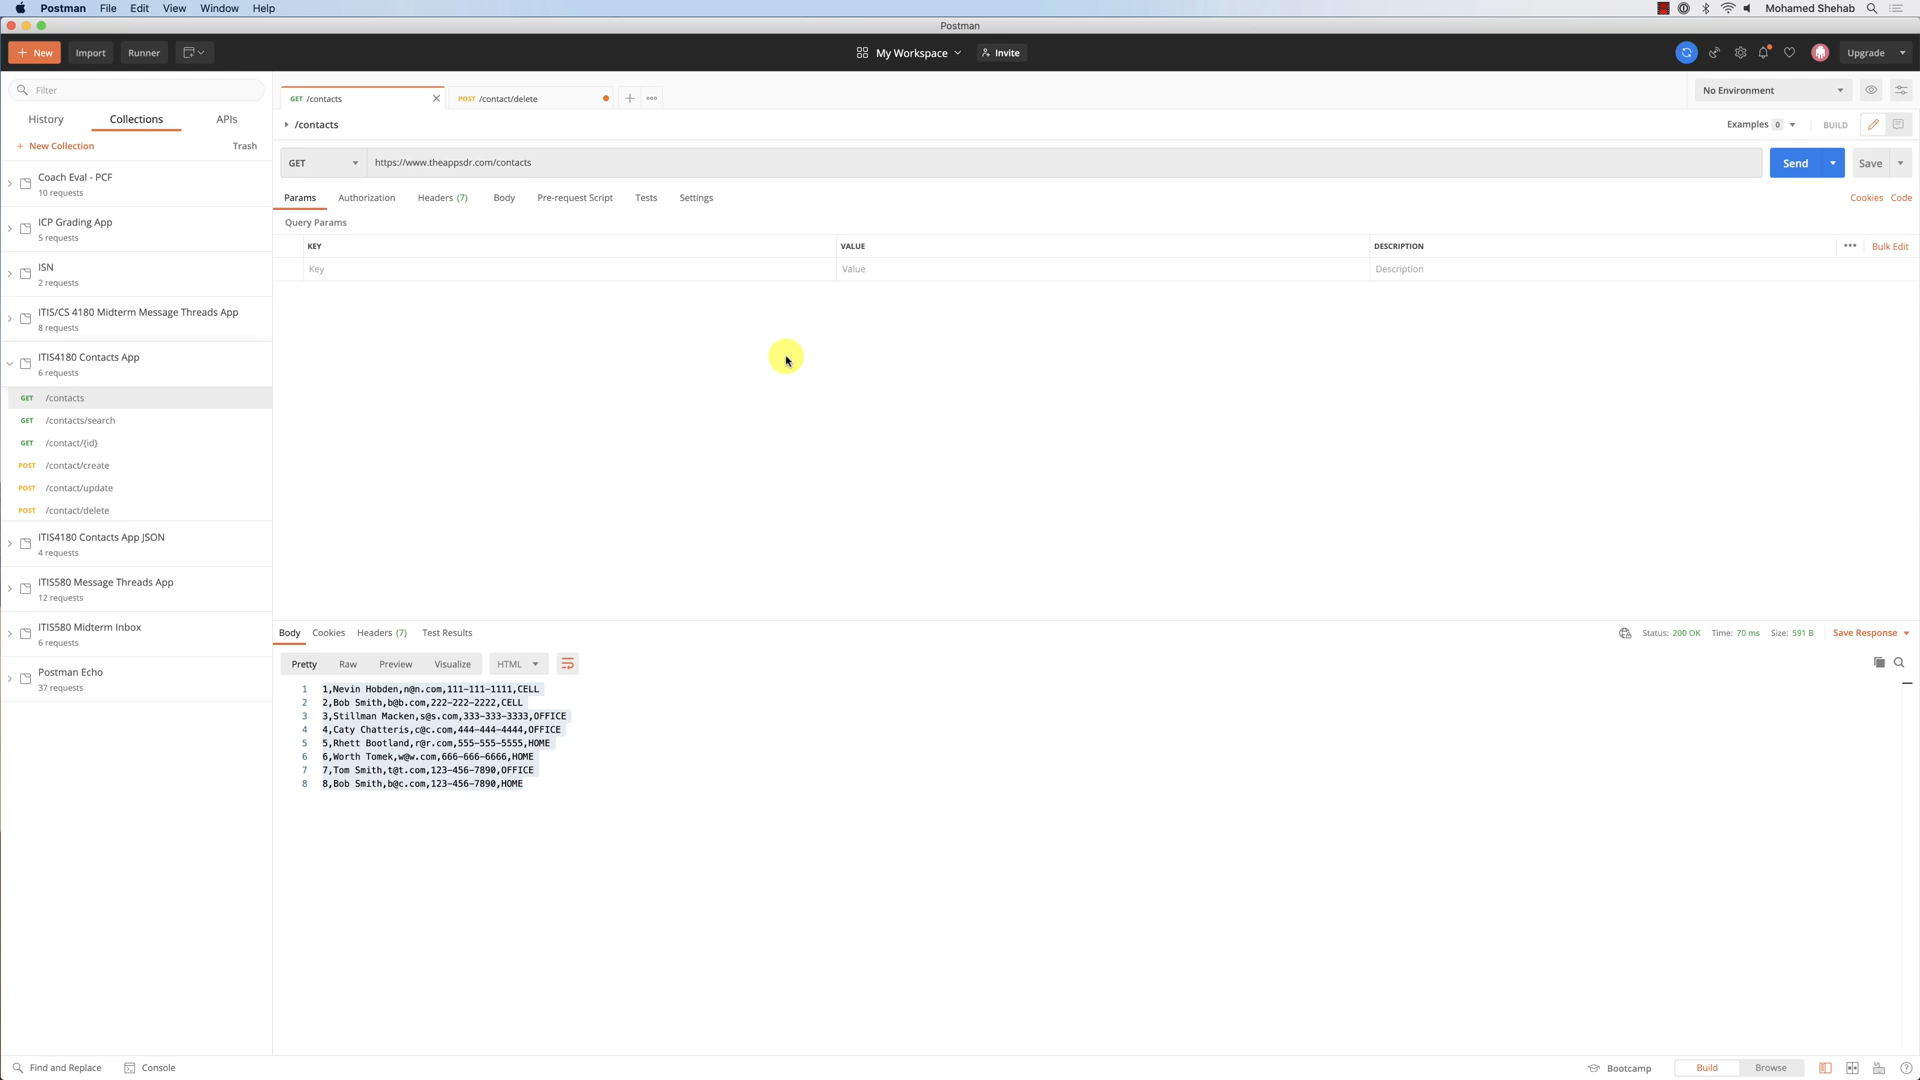 Postman File Edit View Window Help Mohamed Shehab
Postman
+ New Import Runner My Workspace Invite Upgrade
Filter
History Collections APIs
+ New Collection Trash
Coach Eval - PCF
10 requests
ICP Grading App
5 requests
ISN
2 requests
ITIS/CS 4180 Midterm Message Threads App
8 requests
ITIS4180 Contacts App
6 requests
GET /contacts
GET /contacts/search
GET /contact/{id}
POST /contact/create
POST /contact/update
POST /contact/delete
ITIS4180 Contacts App JSON
4 requests
ITIS580 Message Threads App
12 requests
ITIS580 Midterm Inbox
6 requests
Postman Echo
37 requests
GET /contacts POST /contact/delete No Environment
/contacts Examples 0 BUILD
GET https://www.theappsdr.com/contacts Send Save
Params Authorization Headers (7) Body Pre-request Script Tests Settings Cookies Code
Query Params
KEY VALUE DESCRIPTION Bulk Edit
Key Value Description
Body Cookies Headers (7) Test Results Status: 200 OK Time: 70 ms Size: 591 B Save Response
Pretty Raw Preview Visualize HTML
1 1,Nevin Hobden,n@n.com,111-111-1111,CELL
2 2,Bob Smith,b@b.com,222-222-2222,CELL
3 3,Stillman Macken,s@s.com,333-333-3333,OFFICE
4 4,Caty Chatteris,c@c.com,444-444-4444,OFFICE
5 5,Rhett Bootland,r@r.com,555-555-5555,HOME
6 6,Worth Tomek,w@w.com,666-666-6666,HOME
7 7,Tom Smith,t@t.com,123-456-7890,OFFICE
8 8,Bob Smith,b@c.com,123-456-7890,HOME
Find and Replace Console Bootcamp Build Browse